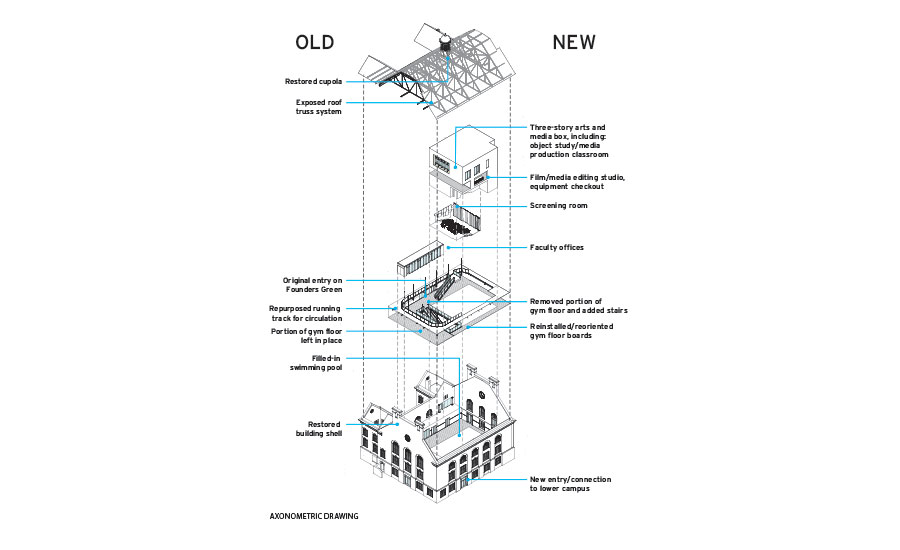 OLD
NEW
Restored cupola
Exposed roof
truss system
Three-story arts and
media box, including:
object study/media
production classroom
Film/media editing studio,
equipment checkout
Screening room
Faculty offices
Original entry on
Founders Green
Repurposed running
track for circulation
Portion of gym floor
left in place
Removed portion of
gym floor and added stairs
Reinstalled/reoriented
gym floor boards
Filled-in
swimming pool
Restored
building shell
New entry/connection
to lower campus
AXONOMETRIC DRAWING